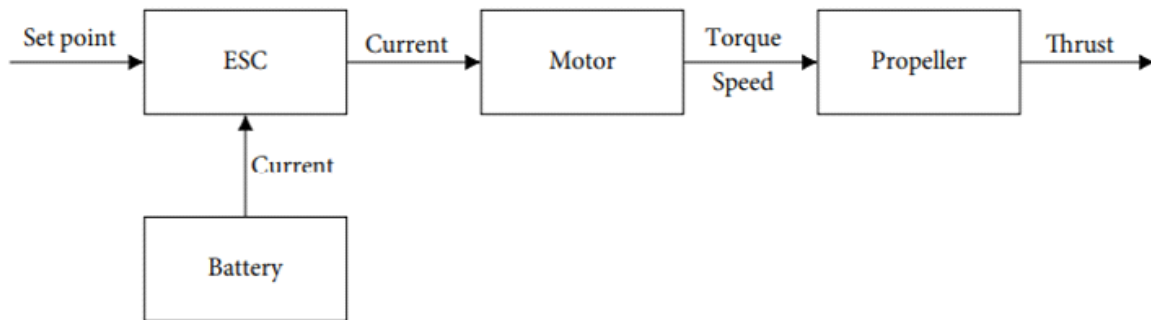 Set point
ESC
Current
Motor
Torque
Speed
Propeller
Thrust
Current
Battery